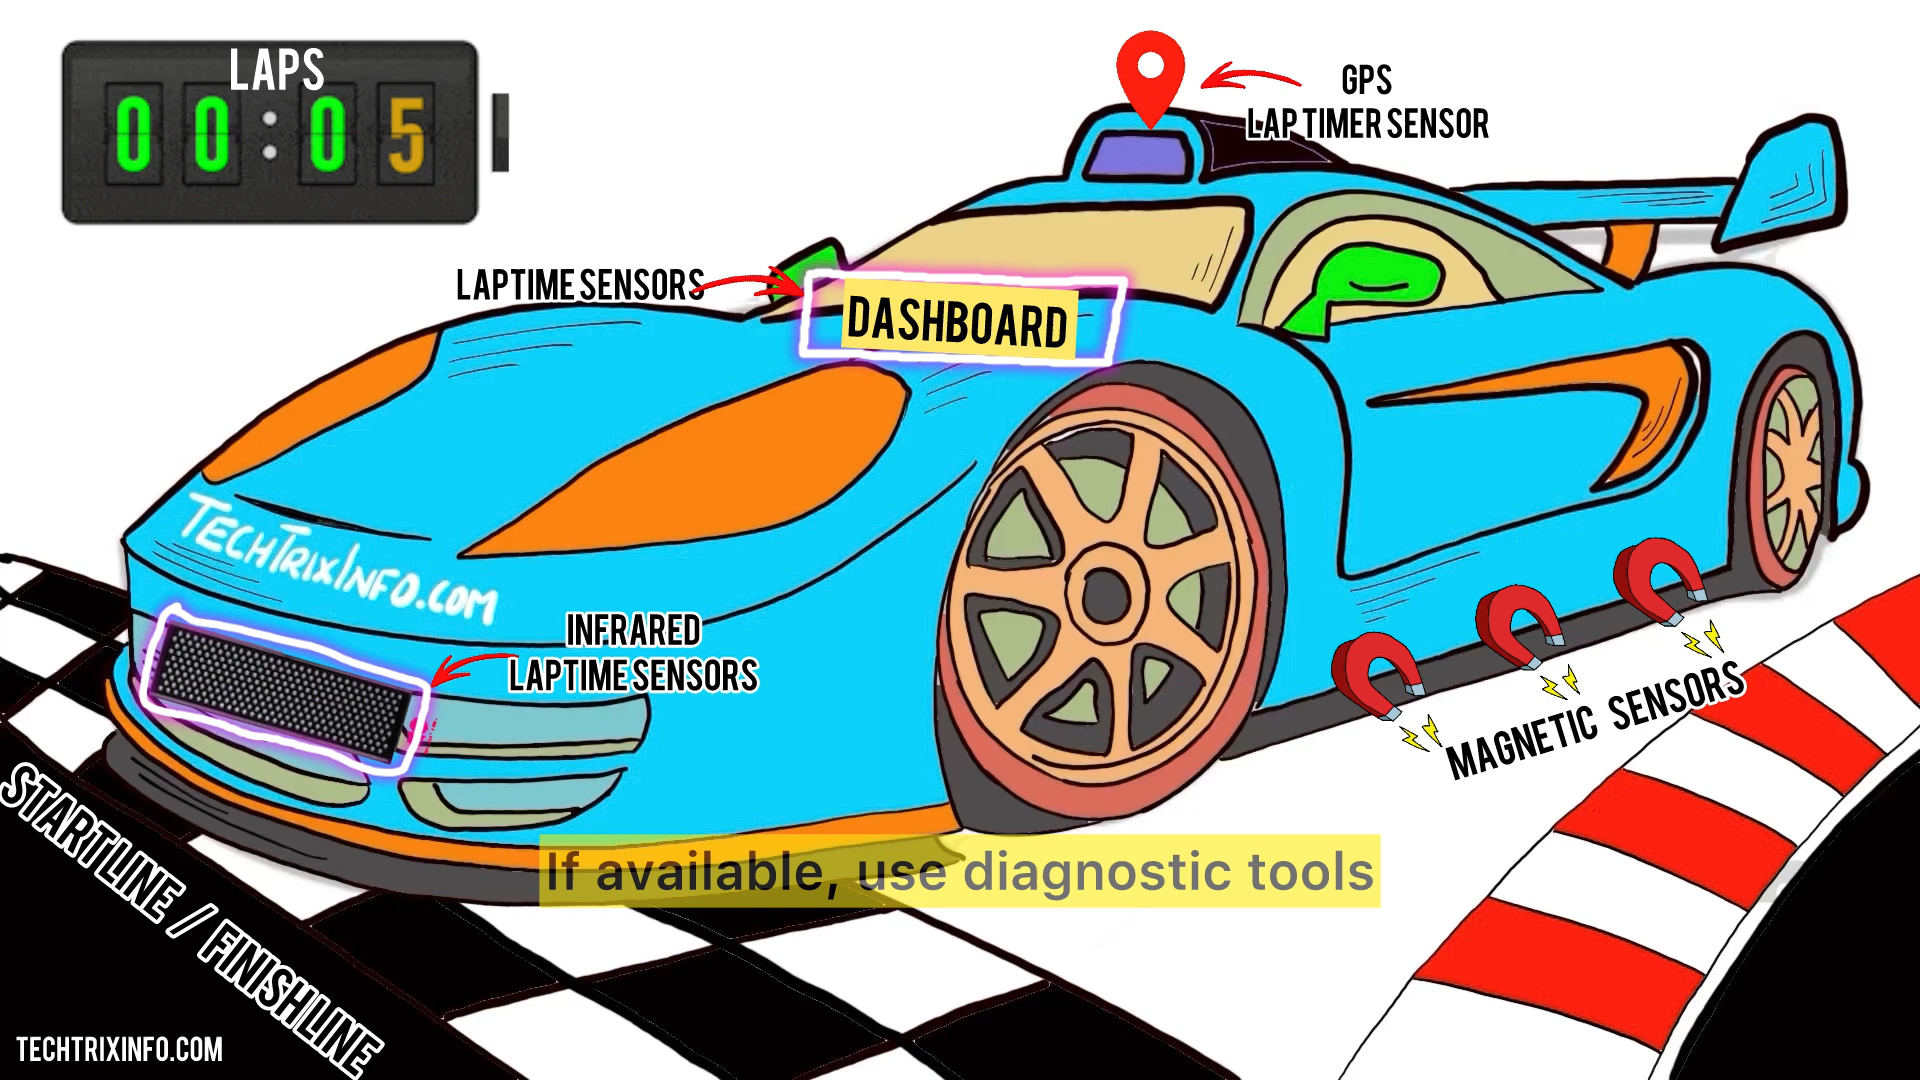 LAPS
00:05
GPS
LAP TIMER SENSOR
LAPTIME SENSORS
DASHBOARD
TECHTRIXINFO.COM
INFRARED
LAPTIME SENSORS
MAGNETIC SENSORS
STARTLINE / FINISHLINE
If available, use diagnostic tools
TECHTRIXINFO.COM